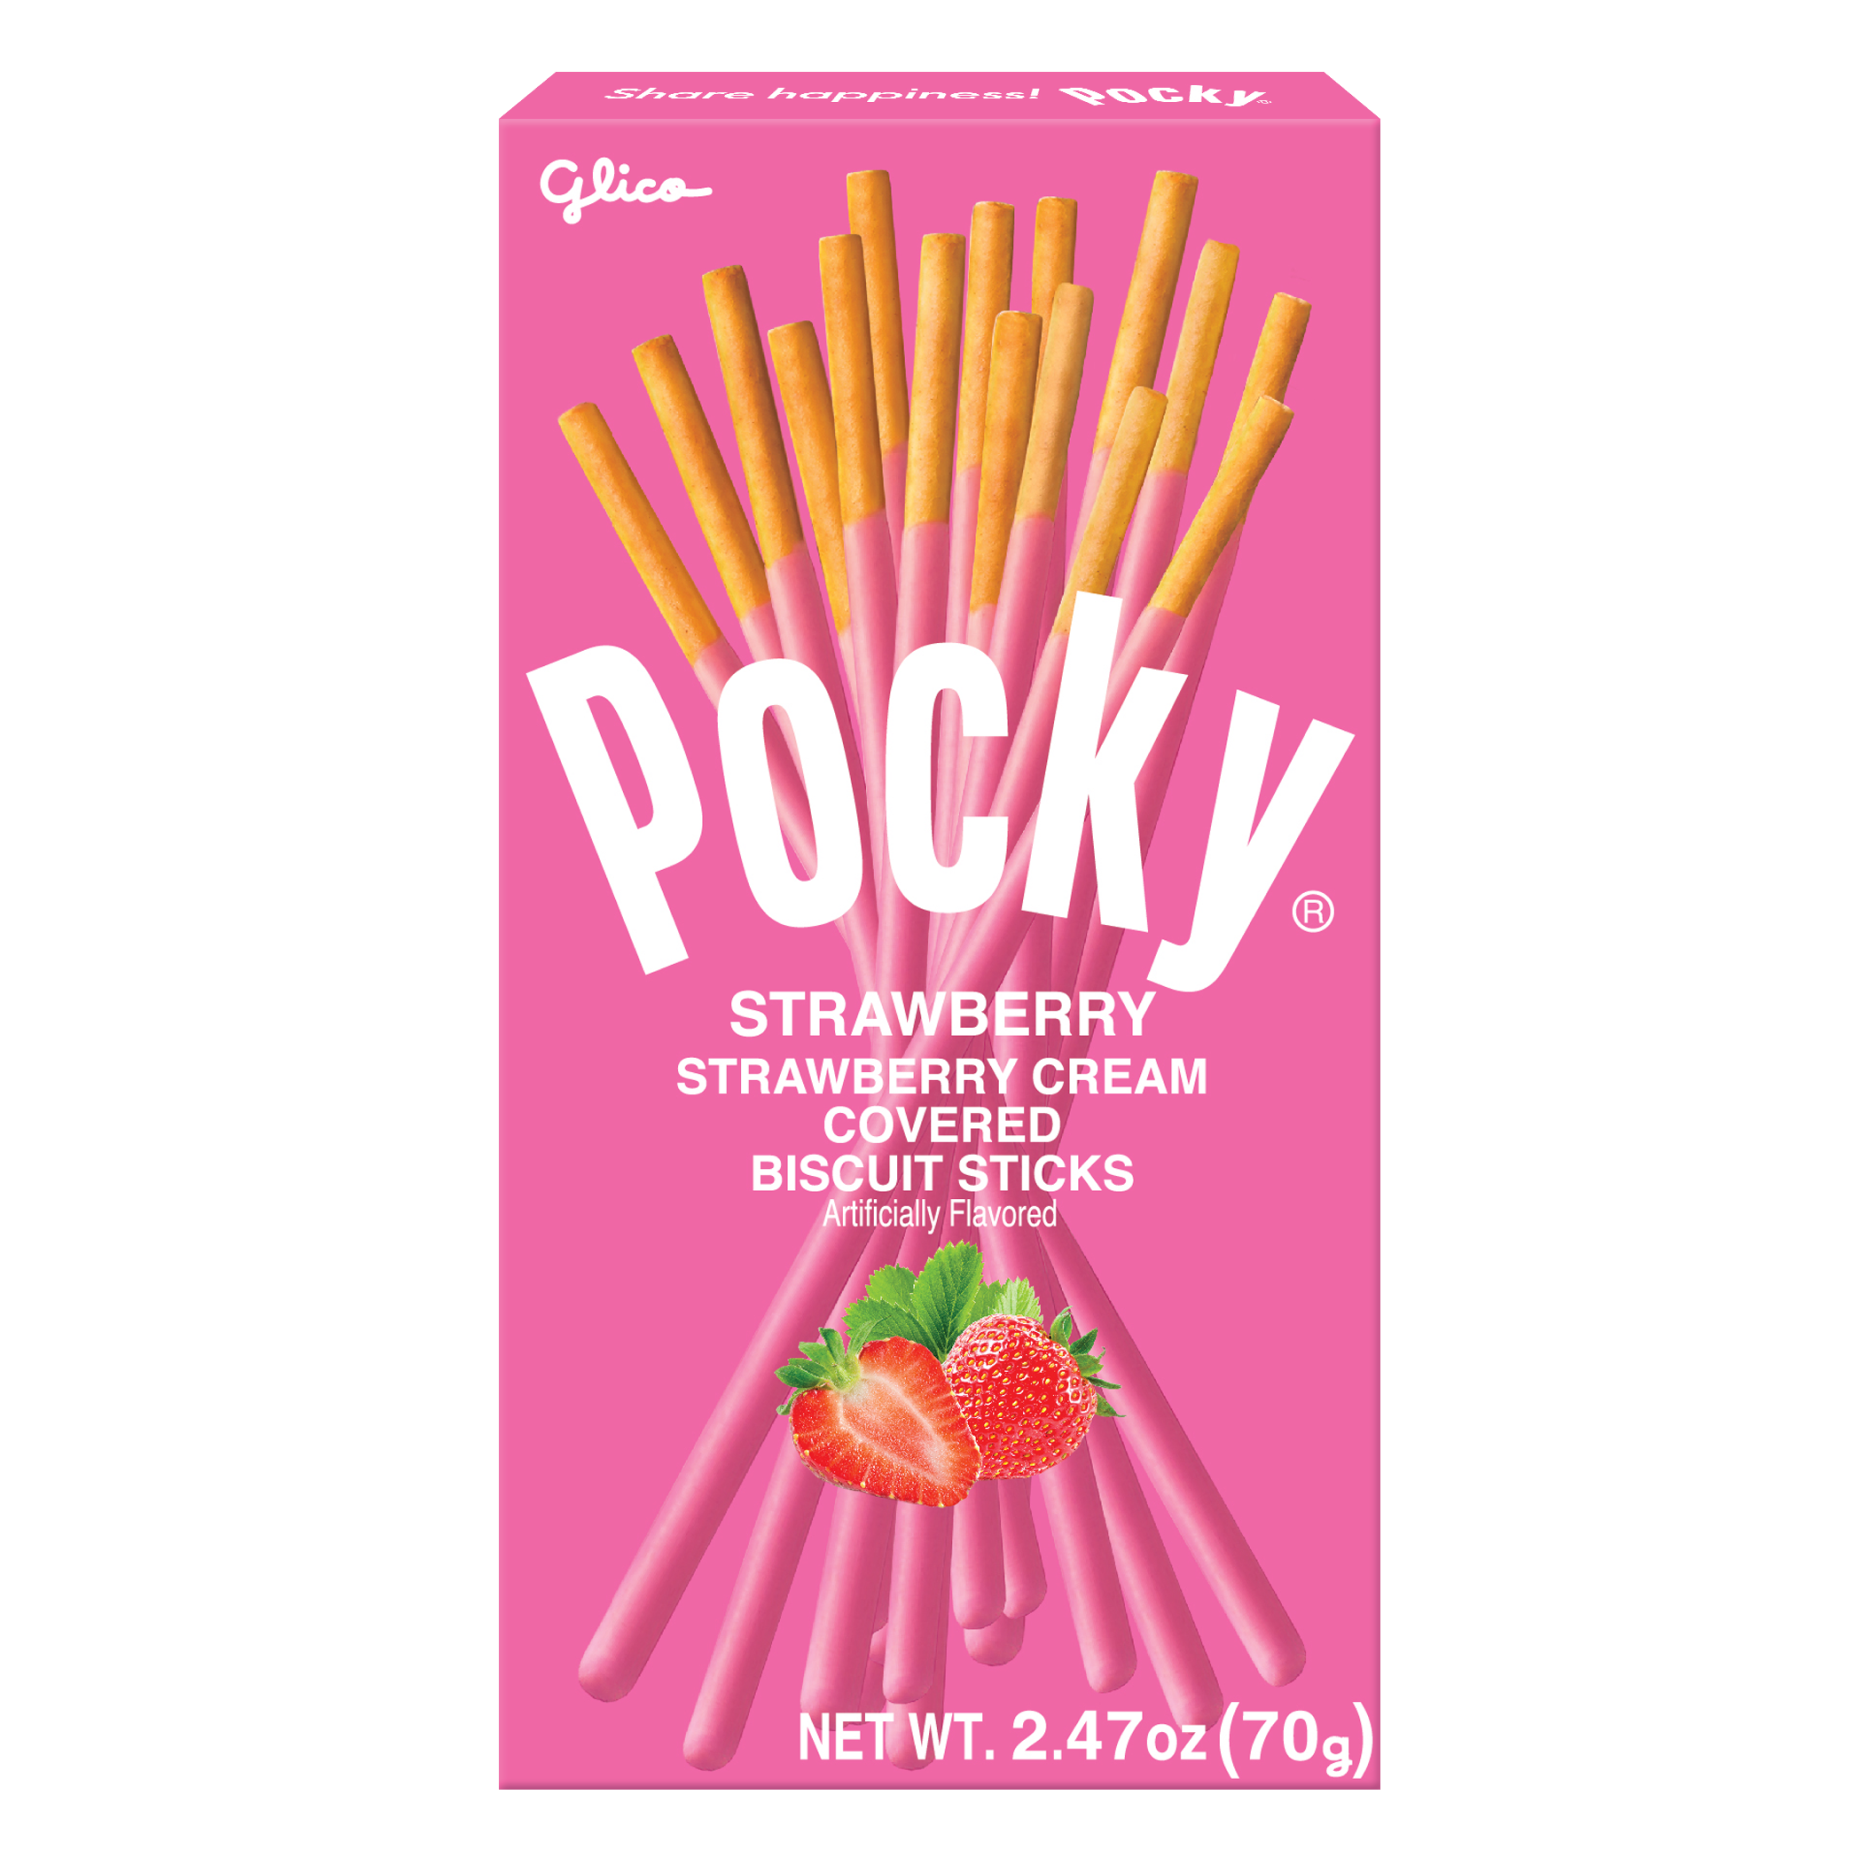 Share happiness! Pocky®
Glico
Pocky®
STRAWBERRY
STRAWBERRY CREAM
COVERED
BISCUIT STICKS
Artificially Flavored
NET WT. 2.47oz (70g)